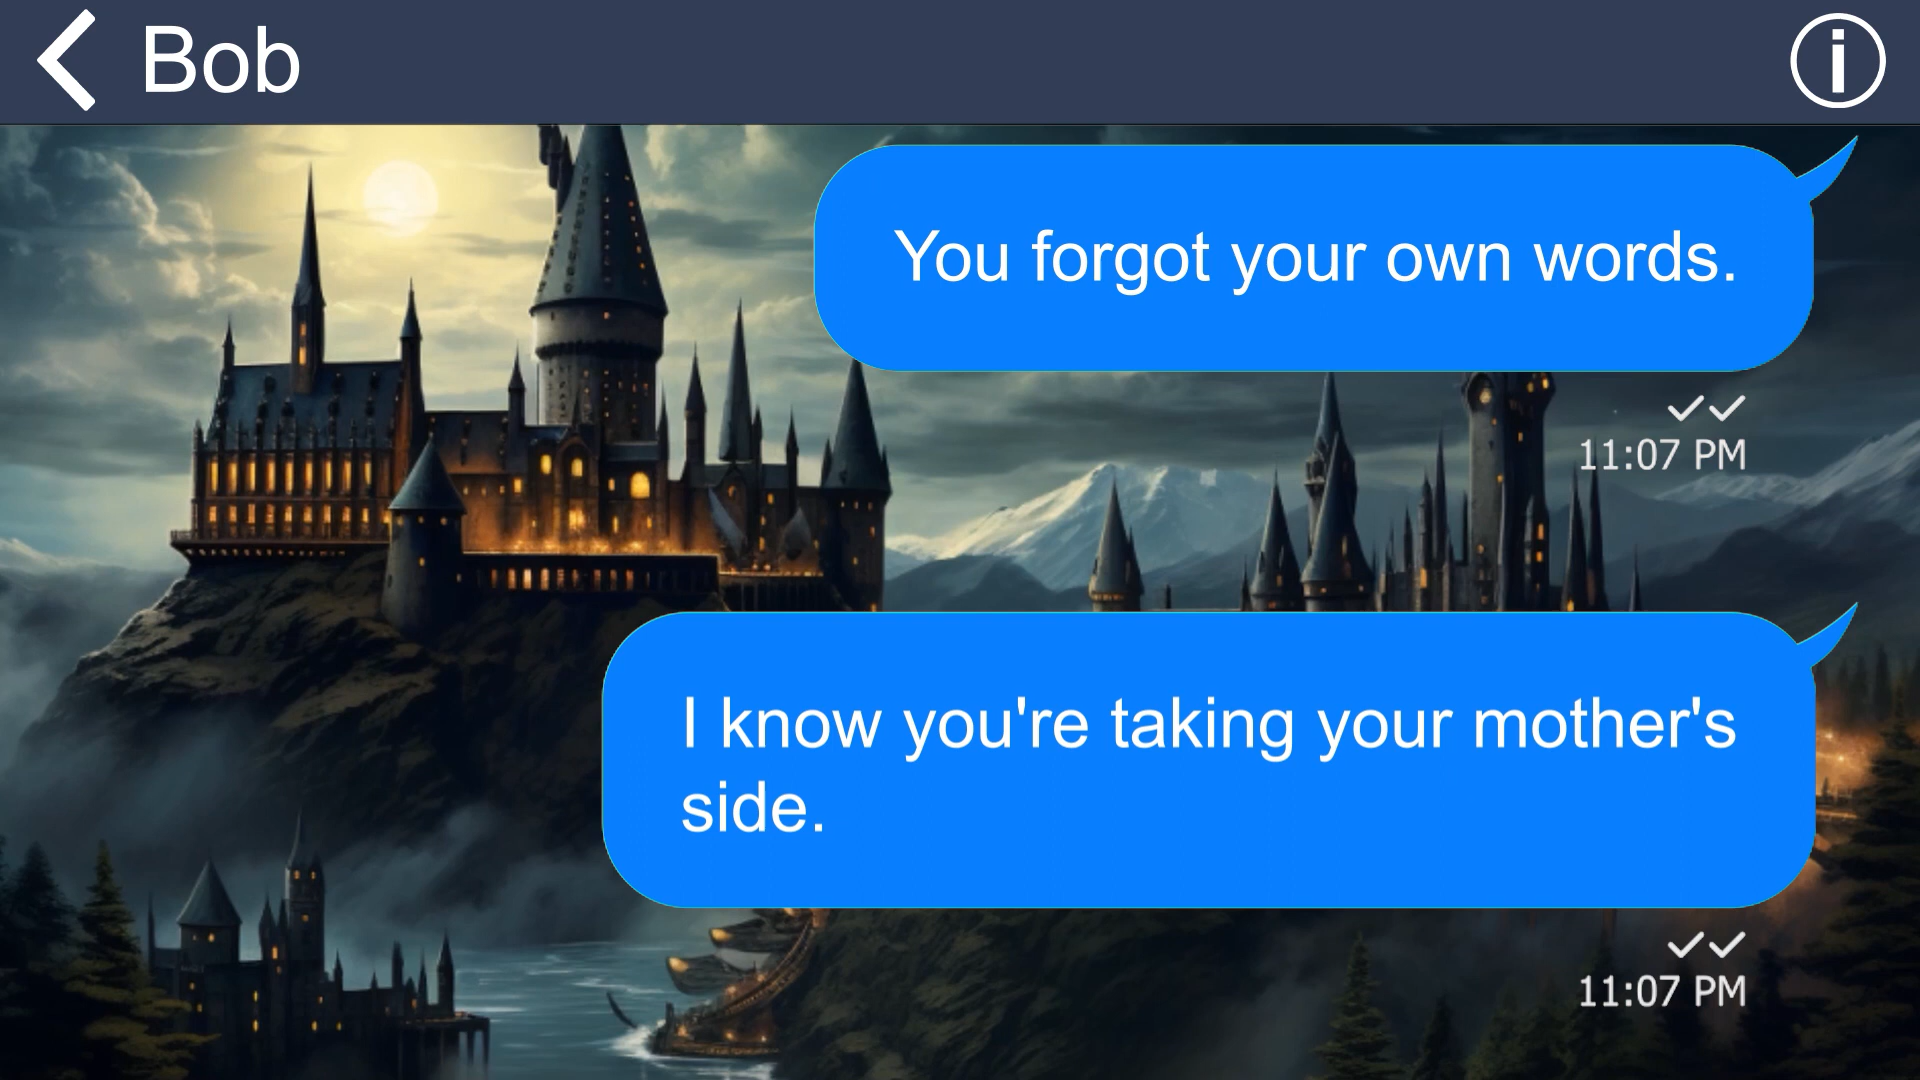 Bob
You forgot your own words.
11:07 PM
I know you're taking your mother's
side.
11:07 PM